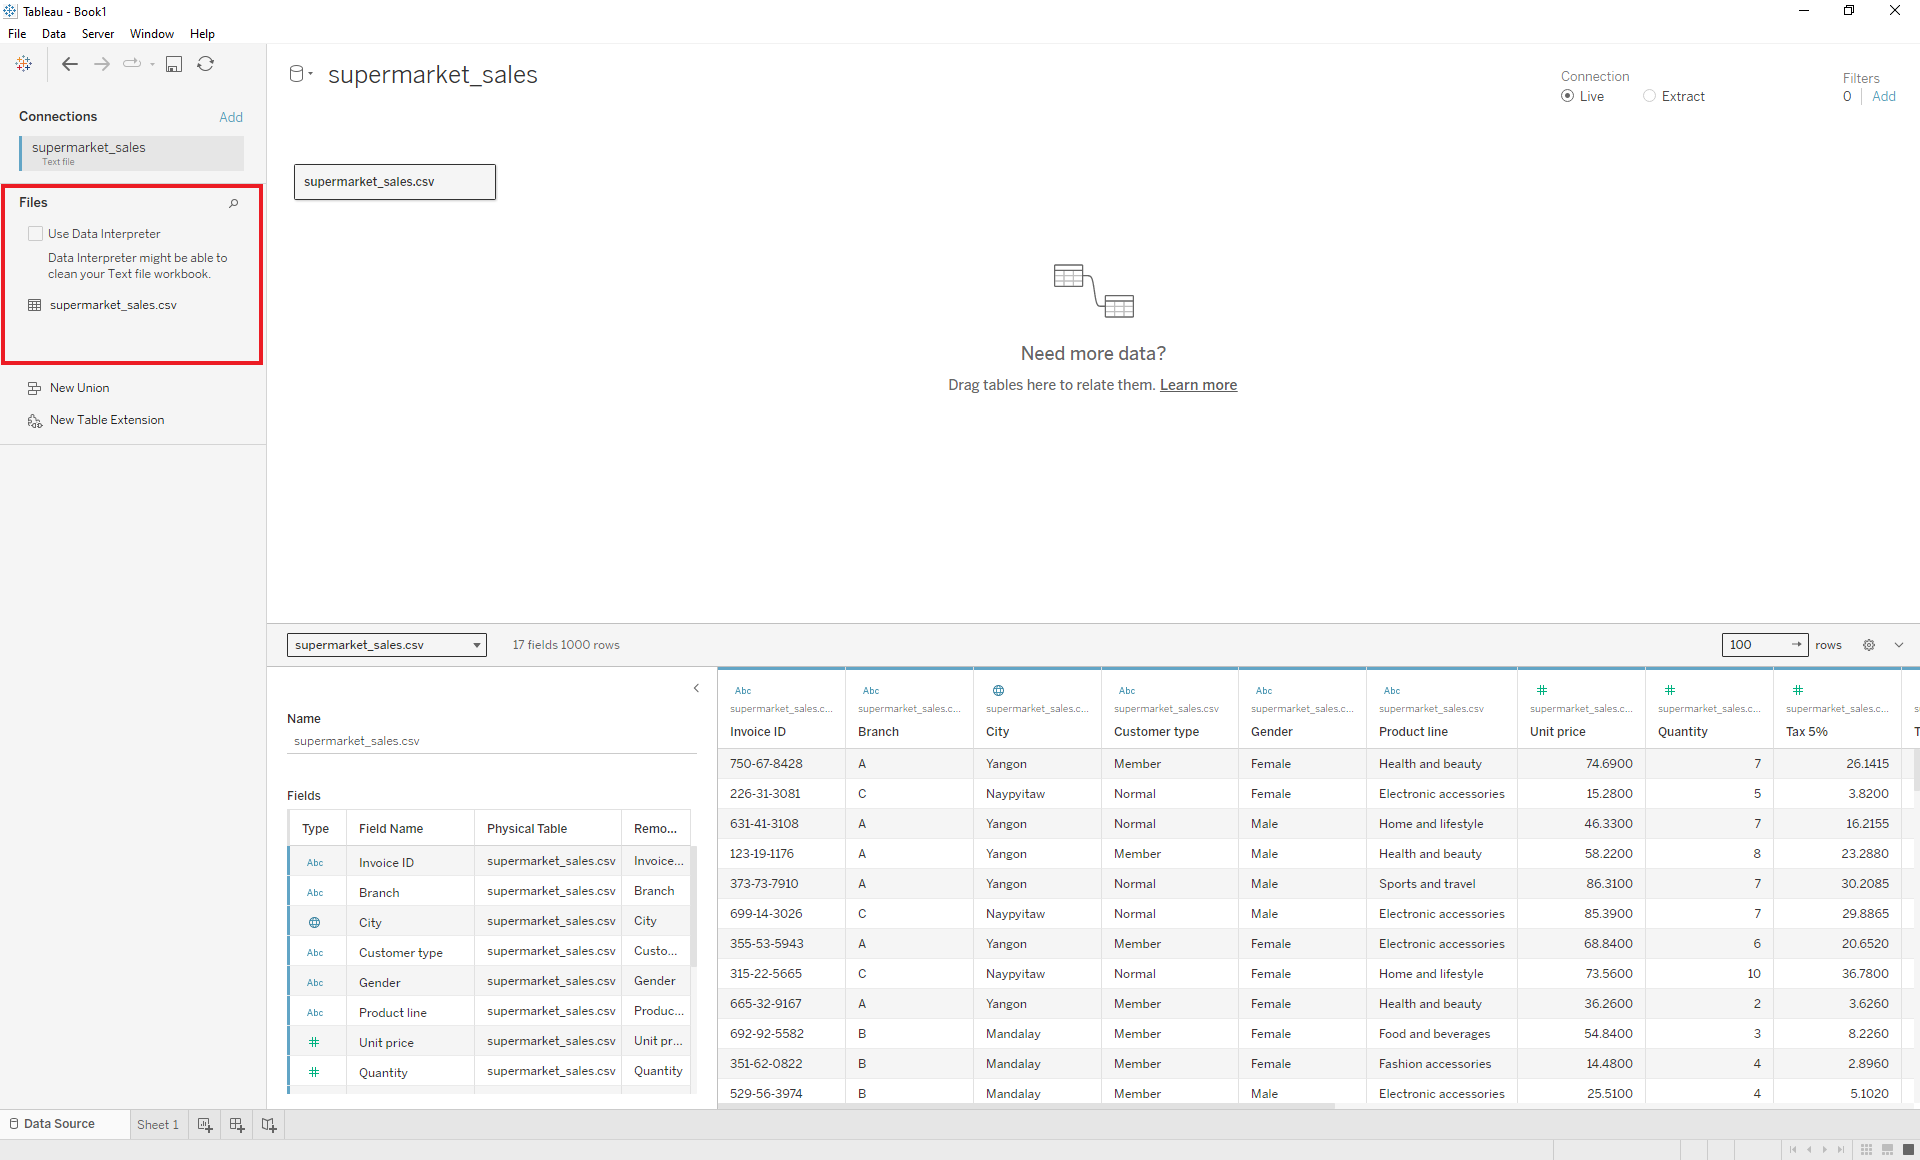 Tableau - Book1
File Data Server Window Help
Connections Add
supermarket_sales
Text file
Files
Use Data Interpreter
Data Interpreter might be able to
clean your Text file workbook.
supermarket_sales.csv
New Union
New Table Extension
supermarket_sales
Connection
Live Extract
Filters
0 Add
supermarket_sales.csv
Need more data?
Drag tables here to relate them. Learn more
supermarket_sales.csv 17 fields 1000 rows 100 rows
Name
supermarket_sales.csv
Fields
Type Field Name Physical Table Remo...
Abc Invoice ID supermarket_sales.csv Invoice...
Abc Branch supermarket_sales.csv Branch
City supermarket_sales.csv City
Abc Customer type supermarket_sales.csv Custo...
Abc Gender supermarket_sales.csv Gender
Abc Product line supermarket_sales.csv Produc...
# Unit price supermarket_sales.csv Unit pr...
# Quantity supermarket_sales.csv Quantity
Abc Abc Abc Abc Abc # # #
supermarket_sales.c... supermarket_sales.c... supermarket_sales.c... supermarket_sales.csv supermarket_sales.c... supermarket_sales.csv supermarket_sales.c... supermarket_sales.c... supermarket_sales.c...
Invoice ID Branch City Customer type Gender Product line Unit price Quantity Tax 5%
750-67-8428 A Yangon Member Female Health and beauty 74.6900 7 26.1415
226-31-3081 C Naypyitaw Normal Female Electronic accessories 15.2800 5 3.8200
631-41-3108 A Yangon Normal Male Home and lifestyle 46.3300 7 16.2155
123-19-1176 A Yangon Member Male Health and beauty 58.2200 8 23.2880
373-73-7910 A Yangon Normal Male Sports and travel 86.3100 7 30.2085
699-14-3026 C Naypyitaw Normal Male Electronic accessories 85.3900 7 29.8865
355-53-5943 A Yangon Member Female Electronic accessories 68.8400 6 20.6520
315-22-5665 C Naypyitaw Normal Female Home and lifestyle 73.5600 10 36.7800
665-32-9167 A Yangon Member Female Health and beauty 36.2600 2 3.6260
692-92-5582 B Mandalay Member Female Food and beverages 54.8400 3 8.2260
351-62-0822 B Mandalay Member Female Fashion accessories 14.4800 4 2.8960
529-56-3974 B Mandalay Member Male Electronic accessories 25.5100 4 5.1020
Data Source Sheet 1